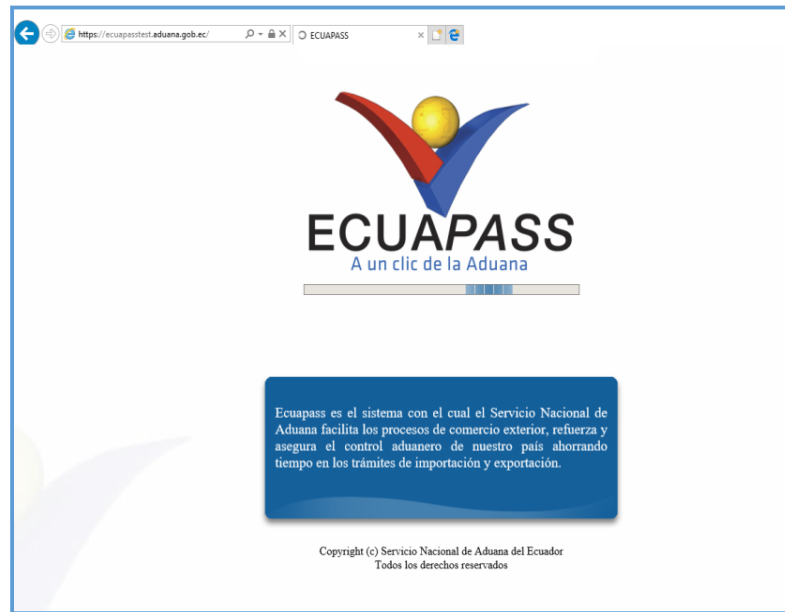 https://ecuapasstest.aduana.gob.ec/
ECUAPASS
ECUAPASS
A un clic de la Aduana
Ecuapass es el sistema con el cual el Servicio Nacional de
Aduana facilita los procesos de comercio exterior, refuerza y
asegura el control aduanero de nuestro país ahorrando
tiempo en los trámites de importación y exportación.
Copyright (c) Servicio Nacional de Aduana del Ecuador
Todos los derechos reservados